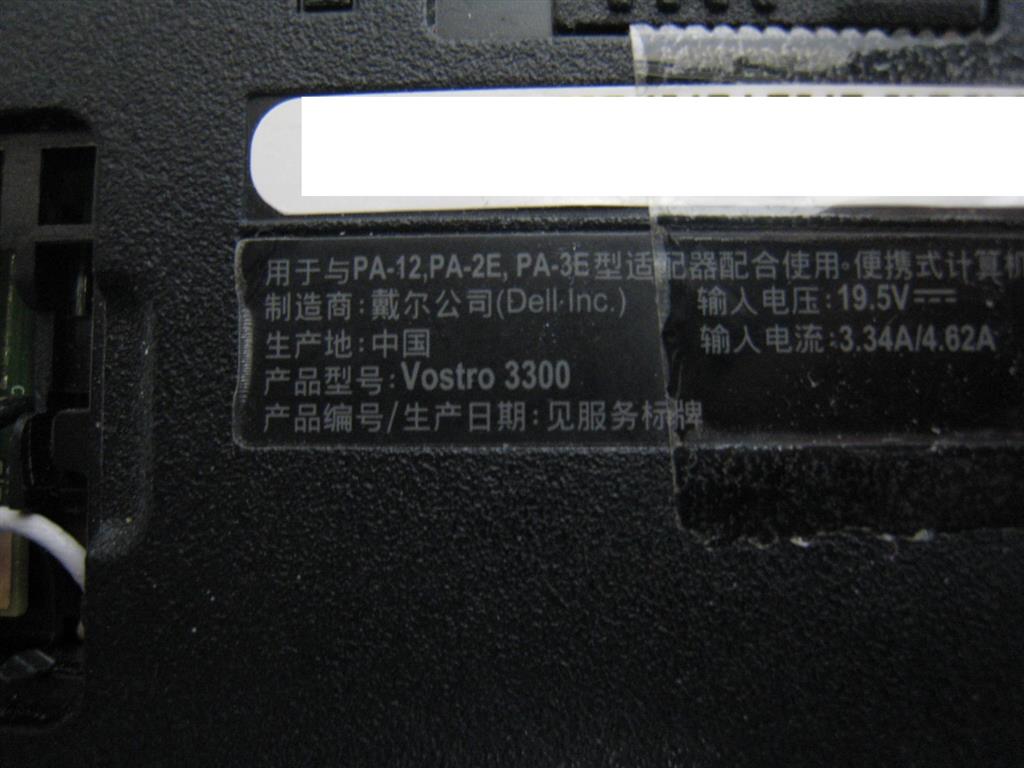 用于与PA-12,PA-2E, PA-3E型适配器配合使用。便携式计算机
制造商:戴尔公司(Dell Inc.)
输入电压:19.5V⎓
生产地:中国
输入电流:3.34A/4.62A
产品型号:Vostro 3300
产品编号/生产日期:见服务标牌